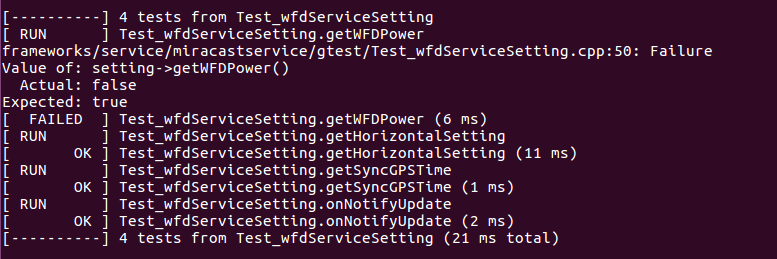 [----------] 4 tests from Test_wfdServiceSetting
[ RUN      ] Test_wfdServiceSetting.getWFDPower
frameworks/service/miracastservice/gtest/Test_wfdServiceSetting.cpp:50: Failure
Value of: setting->getWFDPower()
  Actual: false
Expected: true
[  FAILED  ] Test_wfdServiceSetting.getWFDPower (6 ms)
[ RUN      ] Test_wfdServiceSetting.getHorizontalSetting
[       OK ] Test_wfdServiceSetting.getHorizontalSetting (11 ms)
[ RUN      ] Test_wfdServiceSetting.getSyncGPSTime
[       OK ] Test_wfdServiceSetting.getSyncGPSTime (1 ms)
[ RUN      ] Test_wfdServiceSetting.onNotifyUpdate
[       OK ] Test_wfdServiceSetting.onNotifyUpdate (2 ms)
[----------] 4 tests from Test_wfdServiceSetting (21 ms total)